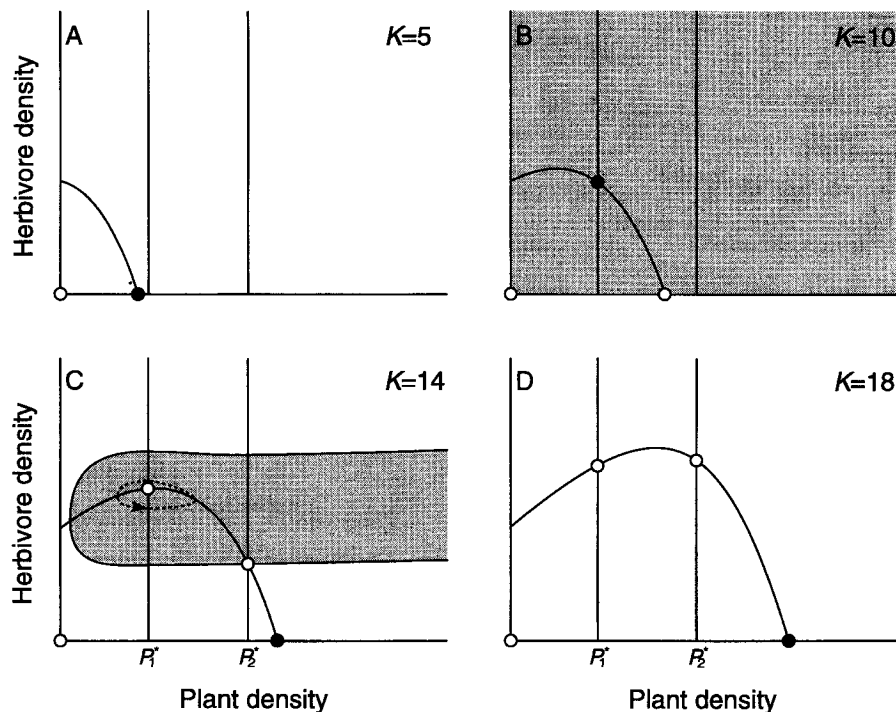 A
K=5
B
K=10
Herbivore density
C
K=14
D
K=18
Herbivore density
P₁*
P₂*
P₁*
P₂*
Plant density
Plant density